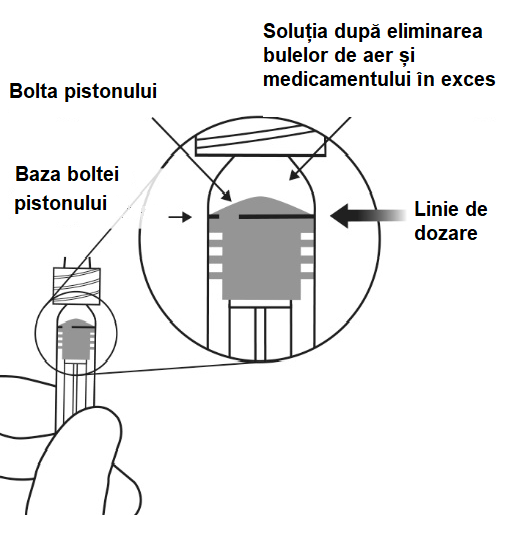 Soluția după eliminarea
bulelor de aer și
medicamentului în exces
Bolta pistonului
Baza boltei
pistonului
Linie de
dozare